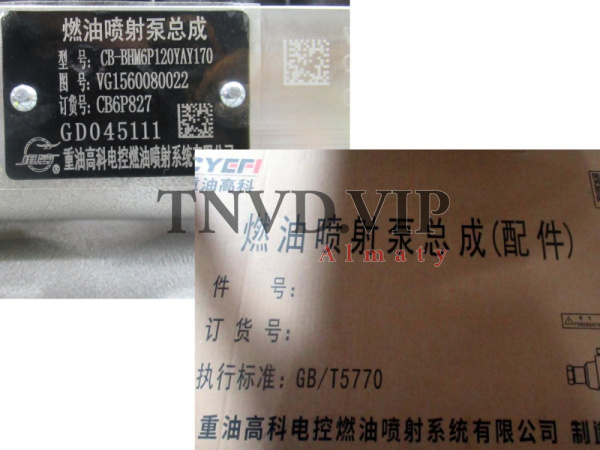 燃油喷射泵总成
型 号: CB-BHM6P120YAY170
图 号: VG1560080022
订货号: CB6P827
GD045111
重油高科电控燃油喷射系统有限公司
CYEFI
重油高科
TNVD.VIP
Almaty
燃油喷射泵总成(配件)
件 号:
订 货 号:
执行标准: GB/T5770
重油高科电控燃油喷射系统有限公司 制造